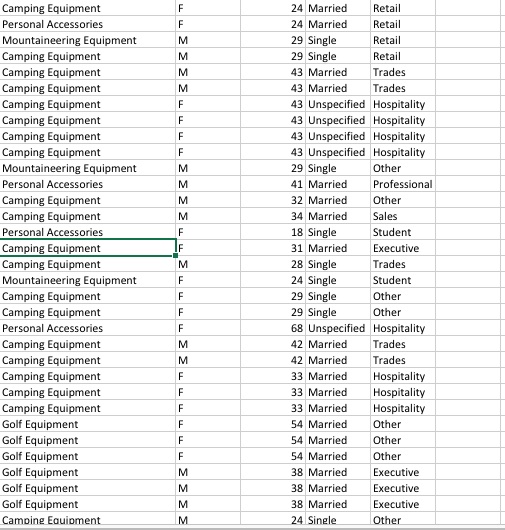 Camping Equipment F 24 Married Retail
Personal Accessories F 24 Married Retail
Mountaineering Equipment M 29 Single Retail
Camping Equipment M 29 Single Retail
Camping Equipment M 43 Married Trades
Camping Equipment M 43 Married Trades
Camping Equipment F 43 Unspecified Hospitality
Camping Equipment F 43 Unspecified Hospitality
Camping Equipment F 43 Unspecified Hospitality
Camping Equipment F 43 Unspecified Hospitality
Mountaineering Equipment M 29 Single Other
Personal Accessories M 41 Married Professional
Camping Equipment M 32 Married Other
Camping Equipment M 34 Married Sales
Personal Accessories F 18 Single Student
Camping Equipment F 31 Married Executive
Camping Equipment M 28 Single Trades
Mountaineering Equipment F 24 Single Student
Camping Equipment F 29 Single Other
Camping Equipment F 29 Single Other
Personal Accessories F 68 Unspecified Hospitality
Camping Equipment M 42 Married Trades
Camping Equipment M 42 Married Trades
Camping Equipment F 33 Married Hospitality
Camping Equipment F 33 Married Hospitality
Camping Equipment F 33 Married Hospitality
Golf Equipment F 54 Married Other
Golf Equipment F 54 Married Other
Golf Equipment F 54 Married Other
Golf Equipment M 38 Married Executive
Golf Equipment M 38 Married Executive
Golf Equipment M 38 Married Executive
Camping Equipment M 24 Single Other